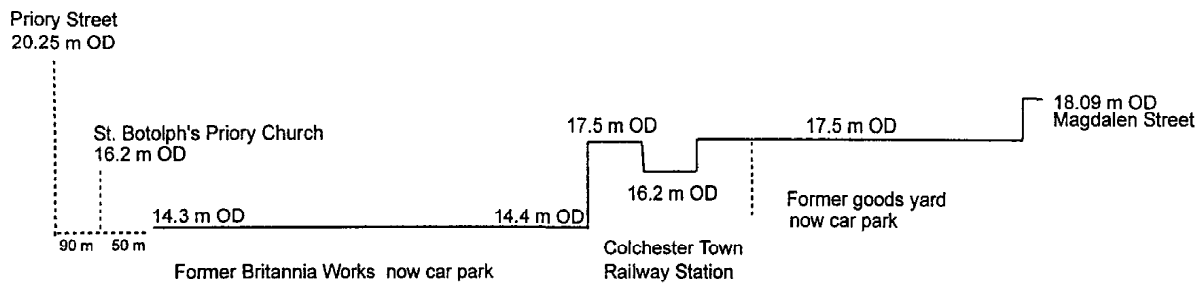 Priory Street
20.25 m OD
St. Botolph's Priory Church
16.2 m OD
17.5 m OD
17.5 m OD
18.09 m OD
Magdalen Street
16.2 m OD
Former goods yard
now car park
14.3 m OD
14.4 m OD
90 m
50 m
Colchester Town
Railway Station
Former Britannia Works now car park